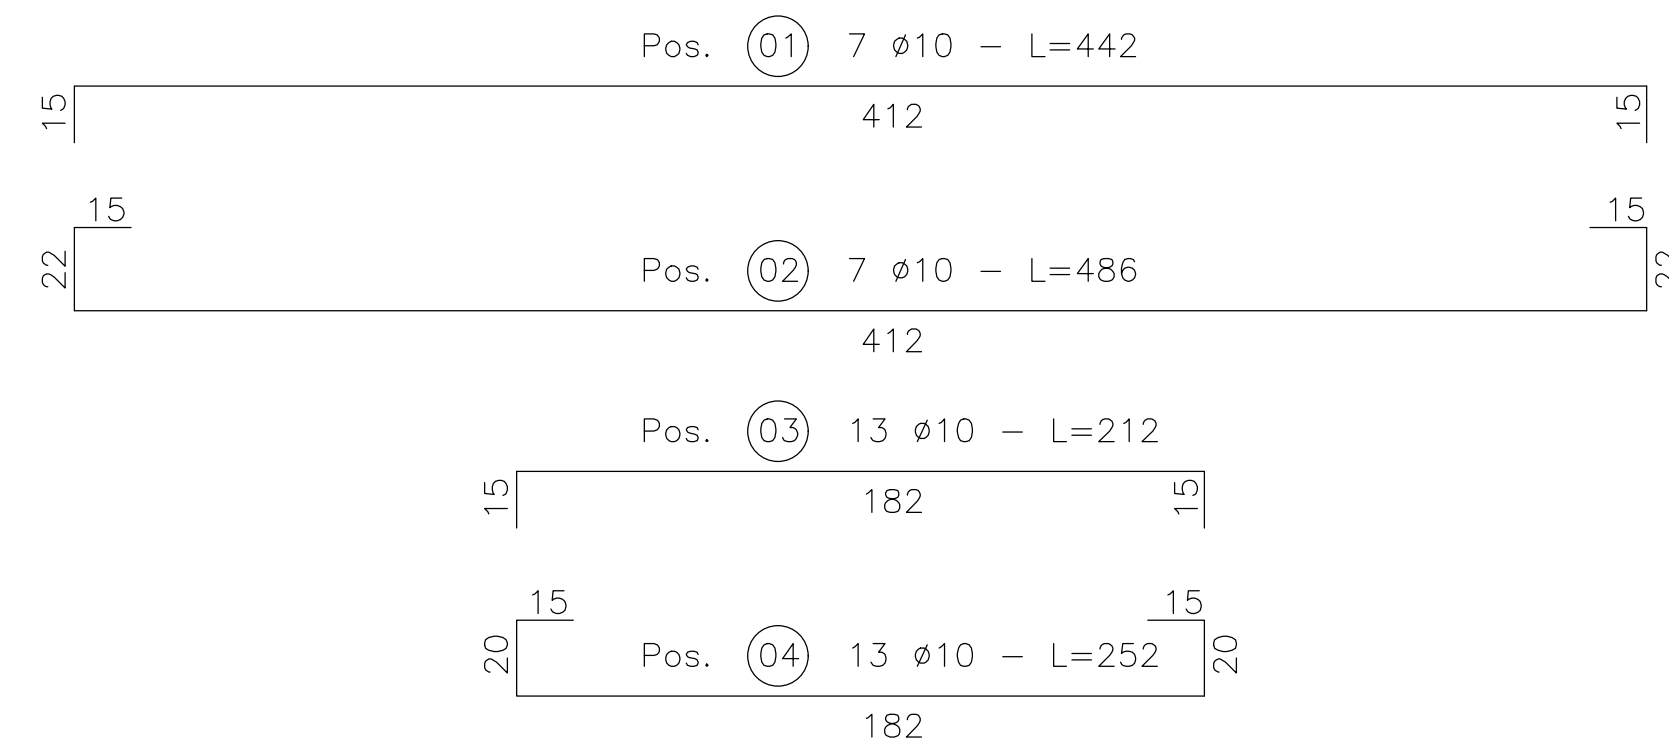 Pos. 01 7 ø10 - L=442
15 412 15
15 15
22 Pos. 02 7 ø10 - L=486 22
412
Pos. 03 13 ø10 - L=212
15 182 15
15 15
20 Pos. 04 13 ø10 - L=252 20
182